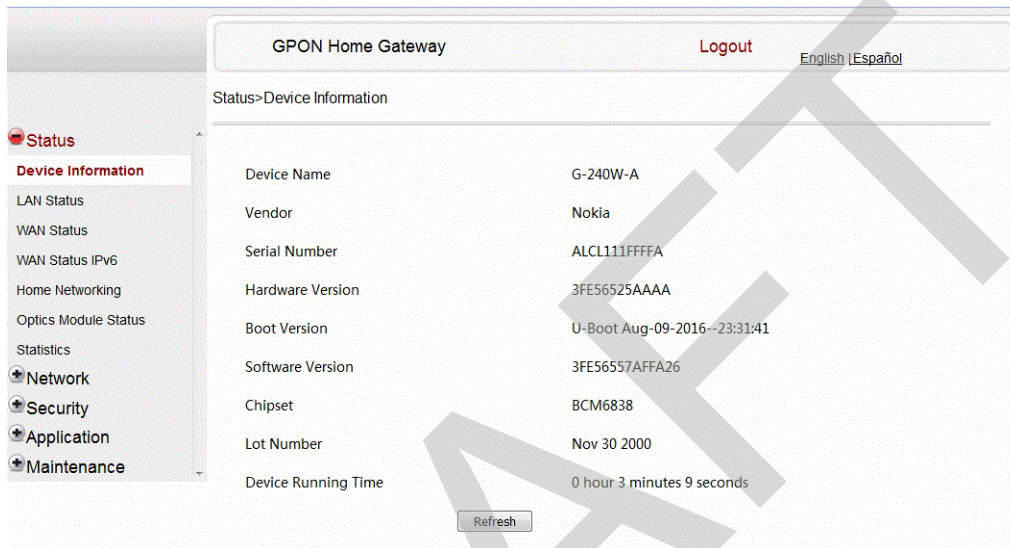 GPON Home Gateway
Logout
English | Español
Status>Device Information
Status
Device Information
LAN Status
WAN Status
WAN Status IPv6
Home Networking
Optics Module Status
Statistics
Network
Security
Application
Maintenance
Device Name G-240W-A
Vendor Nokia
Serial Number ALCL111FFFFA
Hardware Version 3FE56525AAAA
Boot Version U-Boot Aug-09-2016--23:31:41
Software Version 3FE56557AFFA26
Chipset BCM6838
Lot Number Nov 30 2000
Device Running Time 0 hour 3 minutes 9 seconds
Refresh
AFT